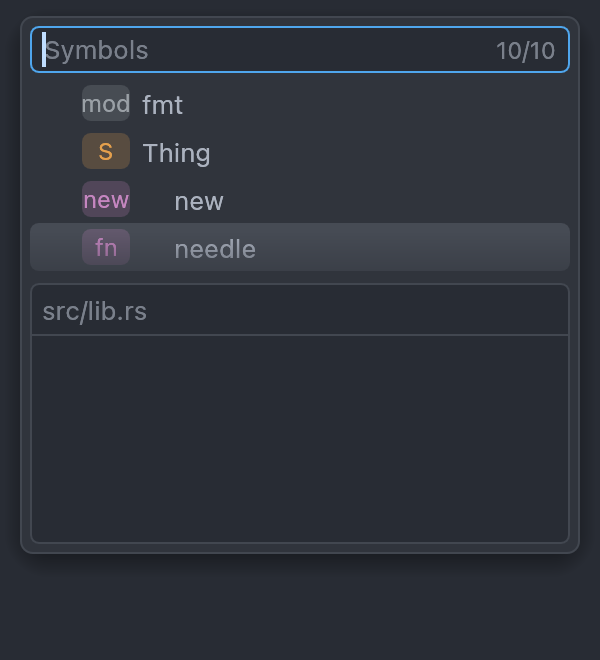 Symbols 10/10
mod fmt
S Thing
new new
fn needle
src/lib.rs